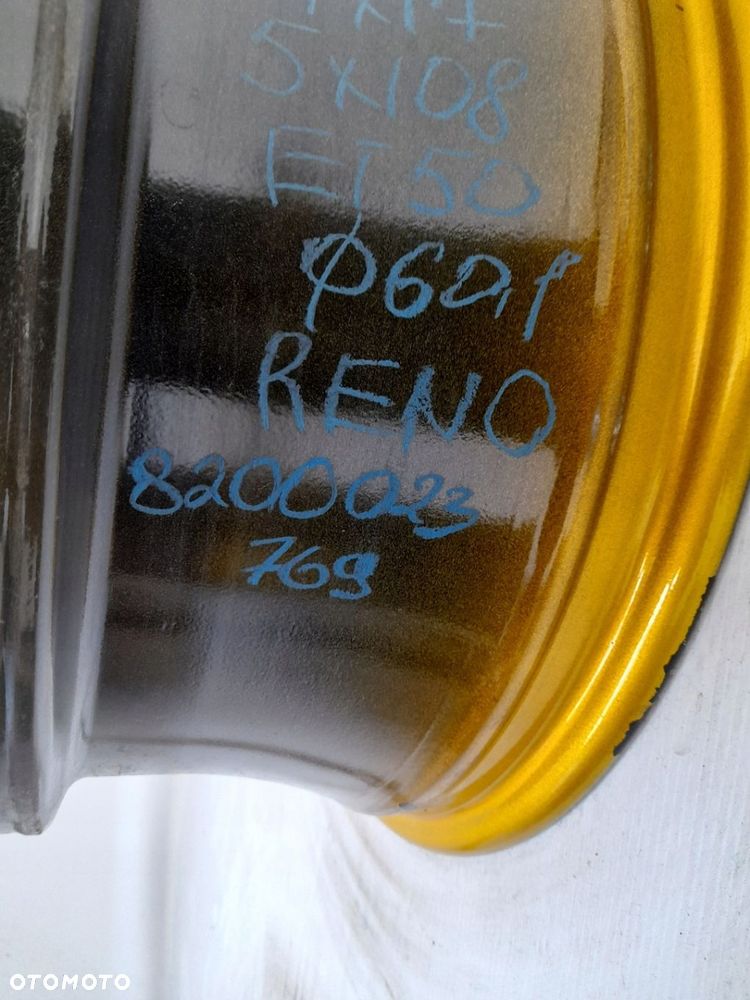 5X108
ET50
Φ60,1
RENO
8200023
769
OTOMOTO